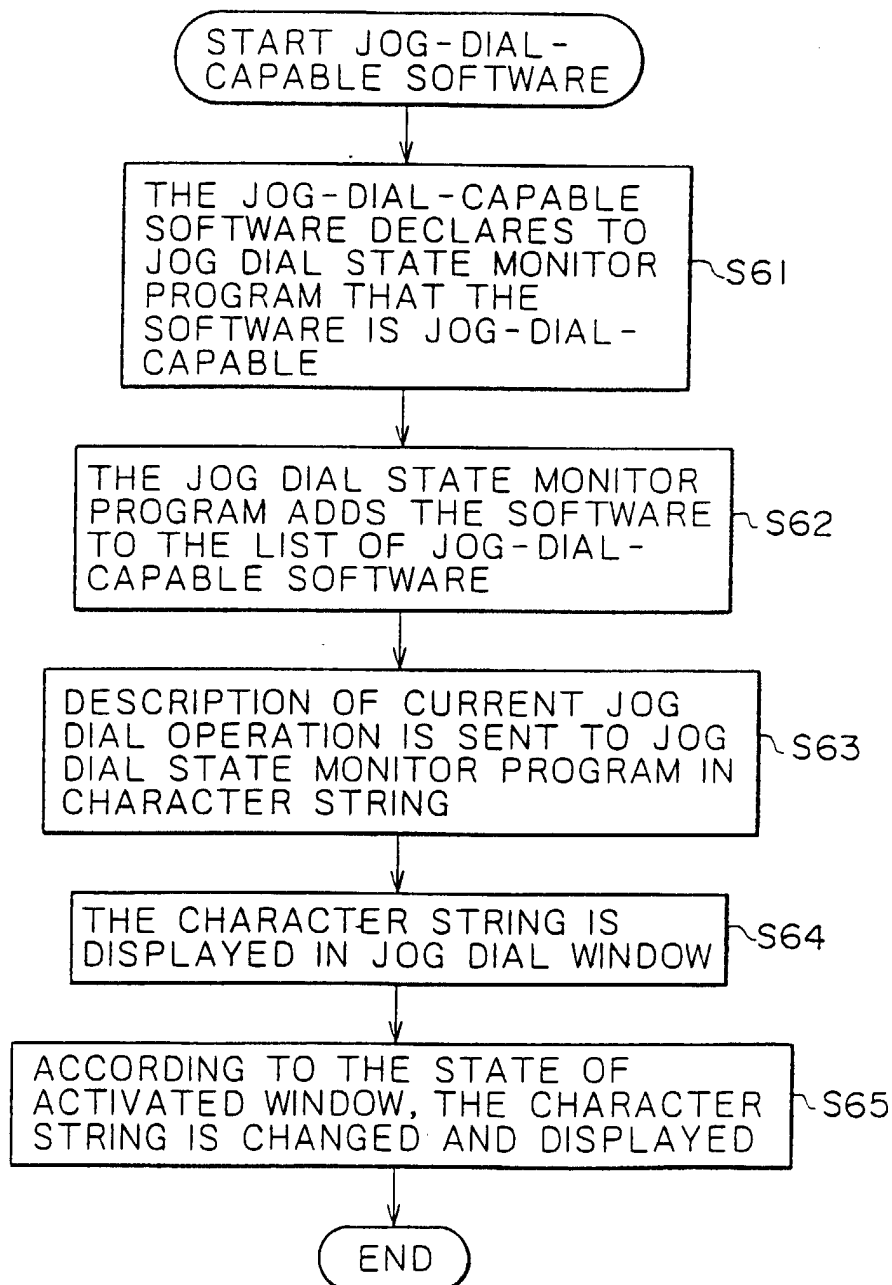 START JOG-DIAL-
CAPABLE SOFTWARE
THE JOG-DIAL-CAPABLE
SOFTWARE DECLARES TO
JOG DIAL STATE MONITOR
PROGRAM THAT THE
SOFTWARE IS JOG-DIAL-
CAPABLE
S61
THE JOG DIAL STATE MONITOR
PROGRAM ADDS THE SOFTWARE
TO THE LIST OF JOG-DIAL-
CAPABLE SOFTWARE
S62
DESCRIPTION OF CURRENT JOG
DIAL OPERATION IS SENT TO JOG
DIAL STATE MONITOR PROGRAM IN
CHARACTER STRING
S63
THE CHARACTER STRING IS
DISPLAYED IN JOG DIAL WINDOW
S64
ACCORDING TO THE STATE OF
ACTIVATED WINDOW, THE CHARACTER
STRING IS CHANGED AND DISPLAYED
S65
END